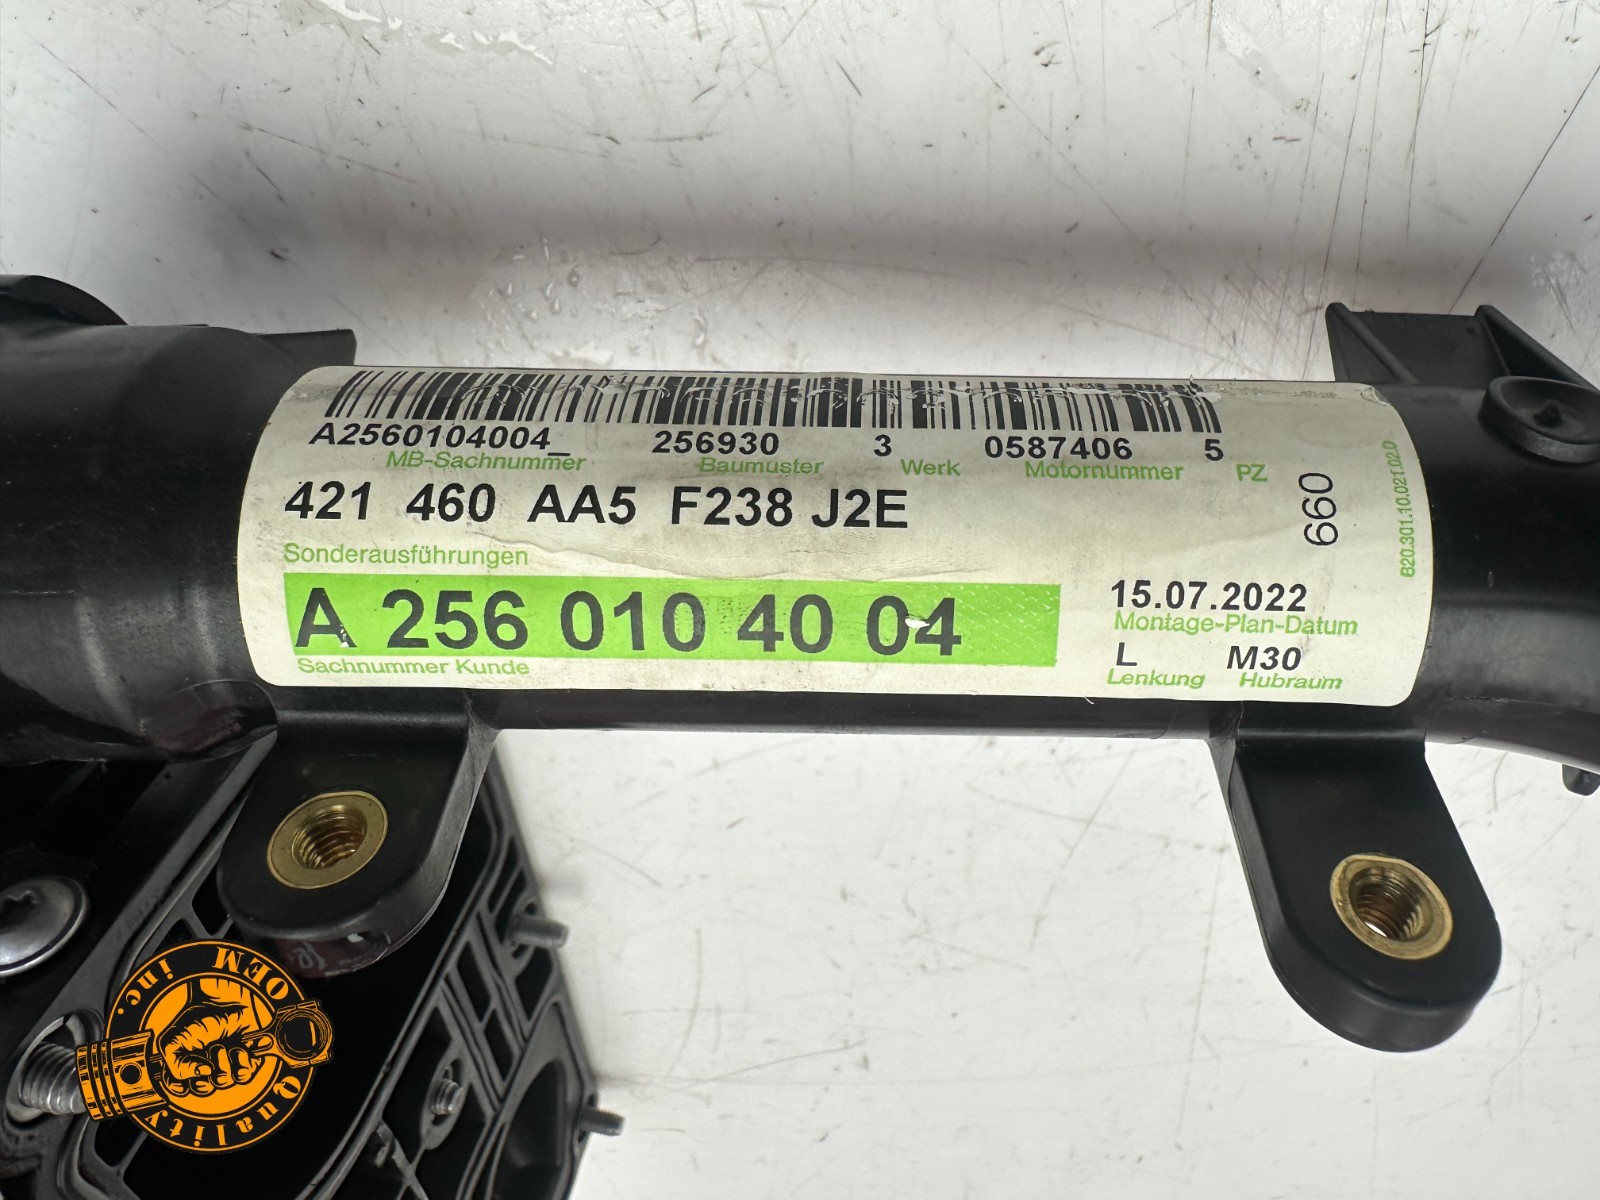 A2560104004_ 256930 3 0587406 5
MB-Sachnummer Baumuster Werk Motornummer PZ
421 460 AA5 F238 J2E
Sonderausführungen
A 256 010 40 04
Sachnummer Kunde
15.07.2022
Montage-Plan-Datum
L M30
Lenkung Hubraum
660
620.301.10.021.02.0
OEM inc.
Quality